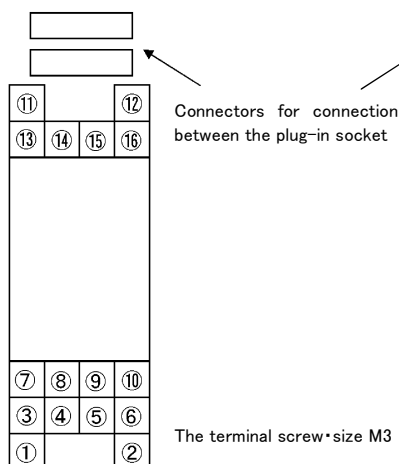 ⑪ ⑫
Connectors for connection
⑬ ⑭ ⑮ ⑯
between the plug-in socket
⑦ ⑧ ⑨ ⑩
③ ④ ⑤ ⑥
The terminal screw・size M3
① ②